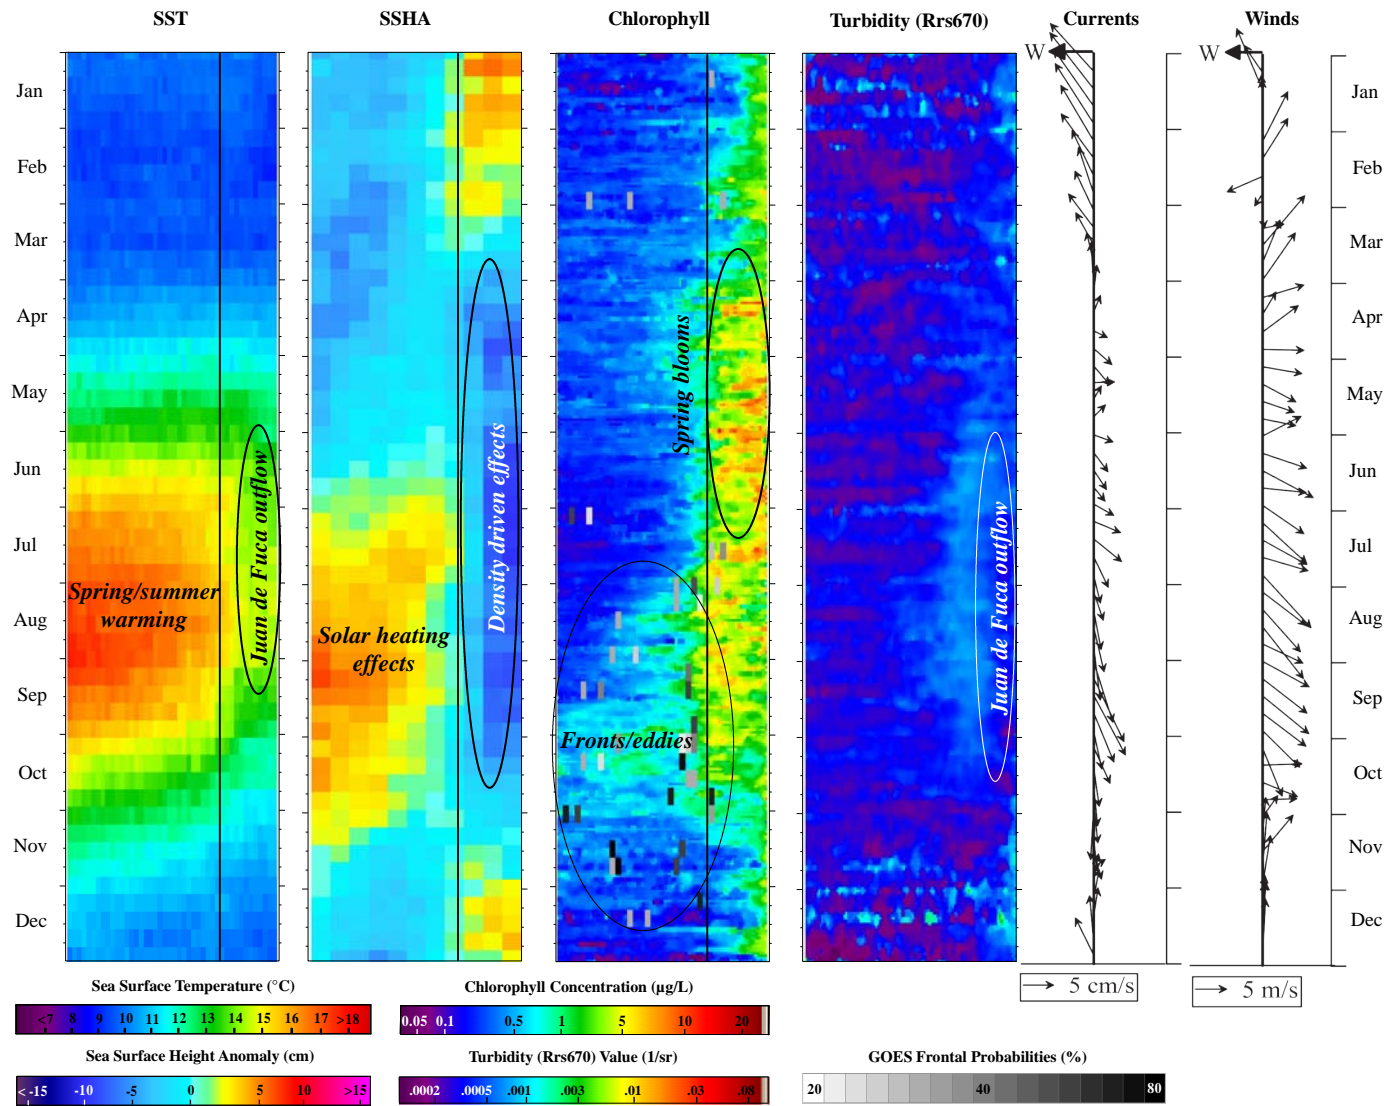 SST
SSHA
Chlorophyll
Turbidity (Rrs670)
Currents
Winds
W
W
Jan
Feb
Mar
Apr
May
Jun
Jul
Aug
Sep
Oct
Nov
Dec
Spring/summer
warming
Juan de Fuca outflow
Solar heating
effects
Density driven effects
Spring blooms
Fronts/eddies
Juan de Fuca outflow
Jan
Feb
Mar
Apr
May
Jun
Jul
Aug
Sep
Oct
Nov
Dec
5 cm/s
5 m/s
Sea Surface Temperature (°C)
<7 8 9 10 11 12 13 14 15 16 17 >18
Chlorophyll Concentration (µg/L)
0.05 0.1 0.5 1 5 10 20
Sea Surface Height Anomaly (cm)
< -15 -10 -5 0 5 10 >15
Turbidity (Rrs670) Value (1/sr)
.0002 .0005 .001 .003 .01 .03 .08
GOES Frontal Probabilities (%)
20 40 80